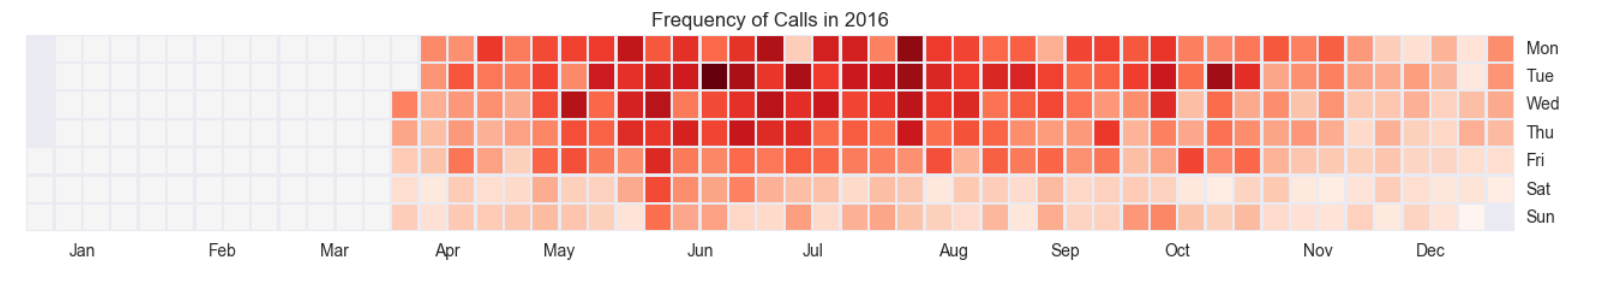 Frequency of Calls in 2016
Mon
Tue
Wed
Thu
Fri
Sat
Sun
Jan Feb Mar Apr May Jun Jul Aug Sep Oct Nov Dec